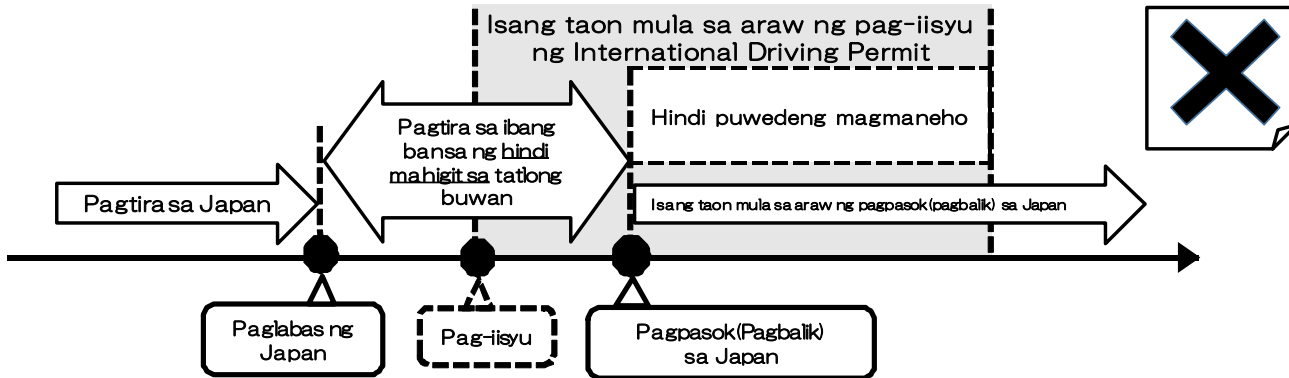 Isang taon mula sa araw ng pag-iisyu
ng International Driving Permit
Hindi puwedeng magmaneho
Pagtira sa ibang
bansa ng hindi
mahigit sa tatlong
buwan
Pagtira sa Japan
Isang taon mula sa araw ng pagpasok(pagbalik) sa Japan
Paglabas ng
Japan
Pag-iisyu
Pagpasok(Pagbalik)
sa Japan